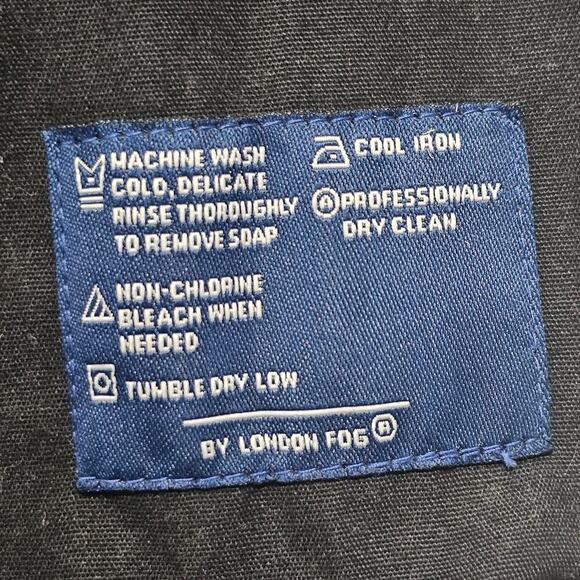 MACHINE WASH
COLD, DELICATE
RINSE THOROUGHLY
TO REMOVE SOAP
NON-CHLORINE
BLEACH WHEN
NEEDED
TUMBLE DRY LOW
COOL IRON
Ⓐ PROFESSIONALLY
DRY CLEAN
BY LONDON FOG®